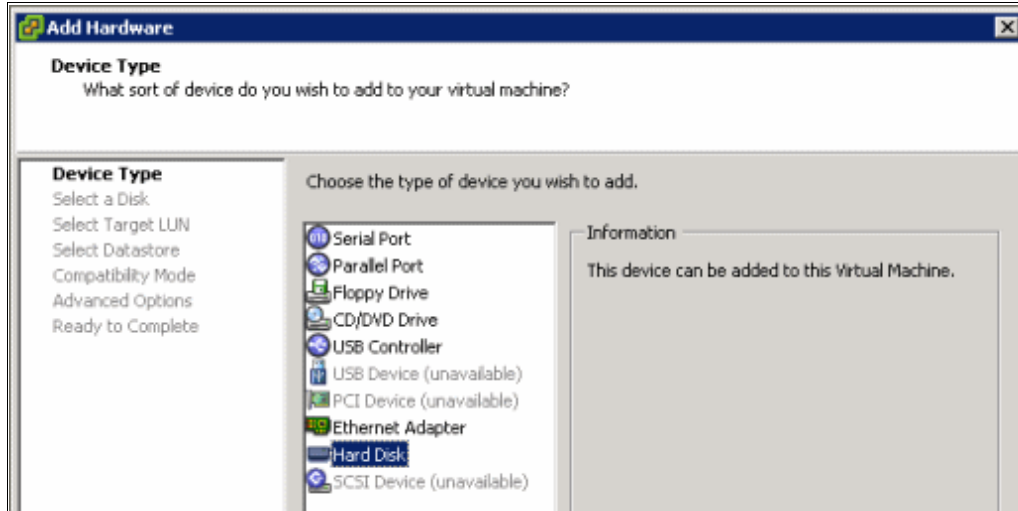 Add Hardware
Device Type
What sort of device do you wish to add to your virtual machine?
Device Type
Select a Disk
Select Target LUN
Select Datastore
Compatibility Mode
Advanced Options
Ready to Complete
Choose the type of device you wish to add.
Serial Port
Parallel Port
Floppy Drive
CD/DVD Drive
USB Controller
USB Device (unavailable)
PCI Device (unavailable)
Ethernet Adapter
Hard Disk
SCSI Device (unavailable)
Information
This device can be added to this Virtual Machine.